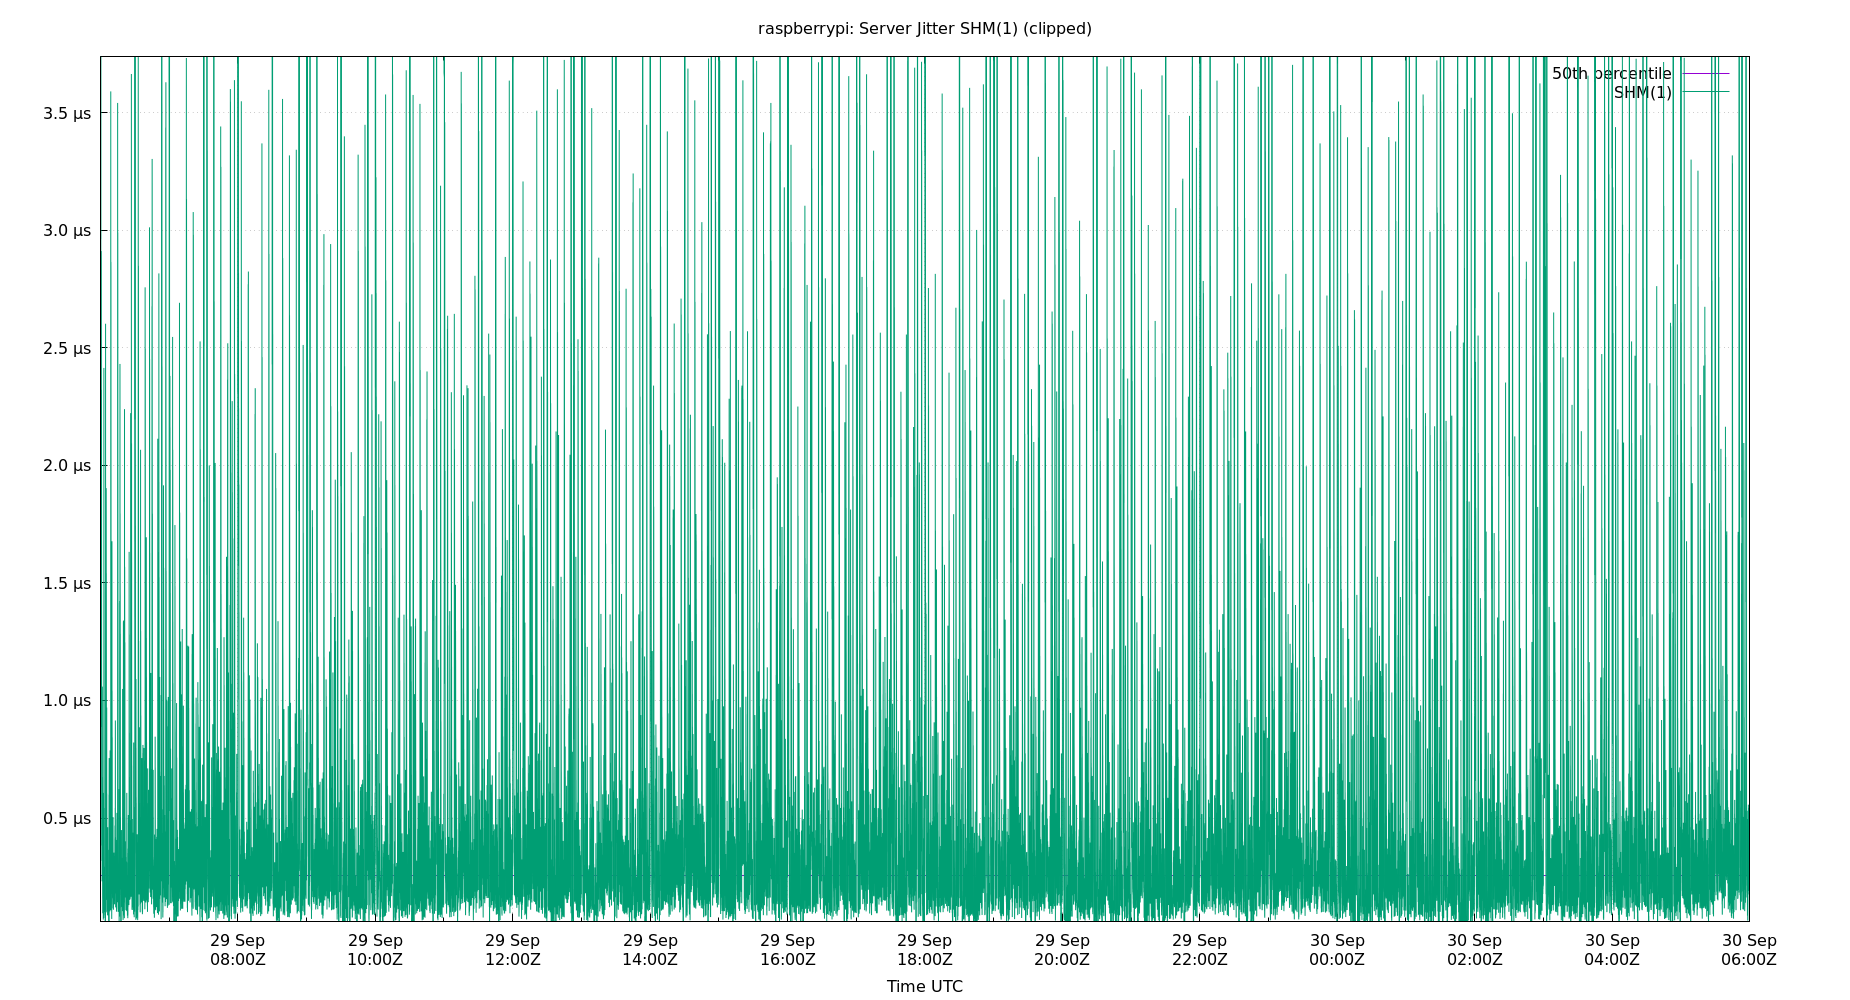 raspberrypi: Server Jitter SHM(1) (clipped)
50th percentile
SHM(1)
3.5 µs
3.0 µs
2.5 µs
2.0 µs
1.5 µs
1.0 µs
0.5 µs
29 Sep 29 Sep 29 Sep 29 Sep 29 Sep 29 Sep 29 Sep 29 Sep 30 Sep 30 Sep 30 Sep 30 Sep
08:00Z 10:00Z 12:00Z 14:00Z 16:00Z 18:00Z 20:00Z 22:00Z 00:00Z 02:00Z 04:00Z 06:00Z
Time UTC